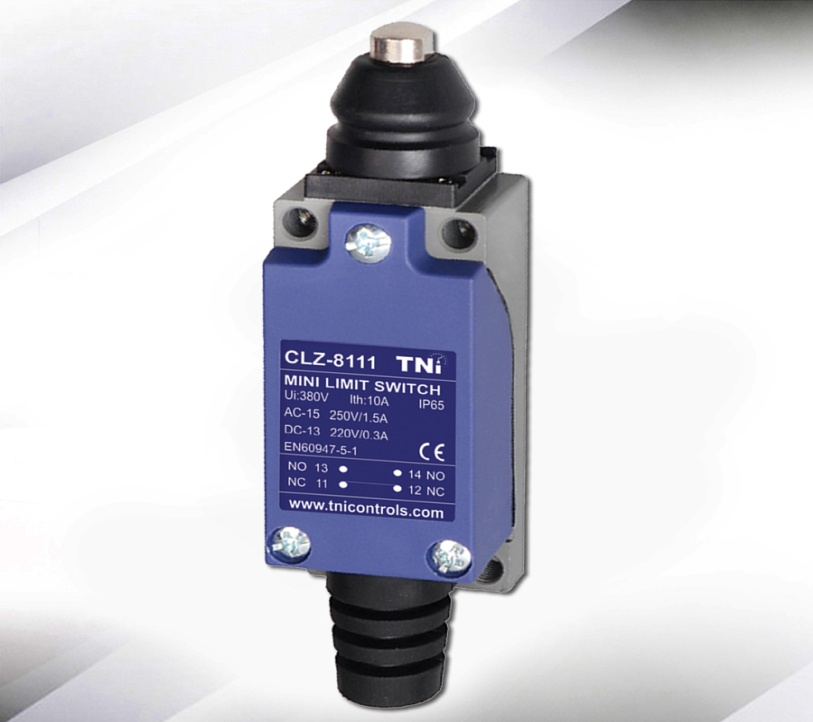 CLZ-8111 TNi
MINI LIMIT SWITCH
Ui:380V Ith:10A IP65
AC-15 250V/1.5A
DC-13 220V/0.3A
EN60947-5-1 CE
NO 13 14 NO
NC 11 12 NC
www.tnicontrols.com